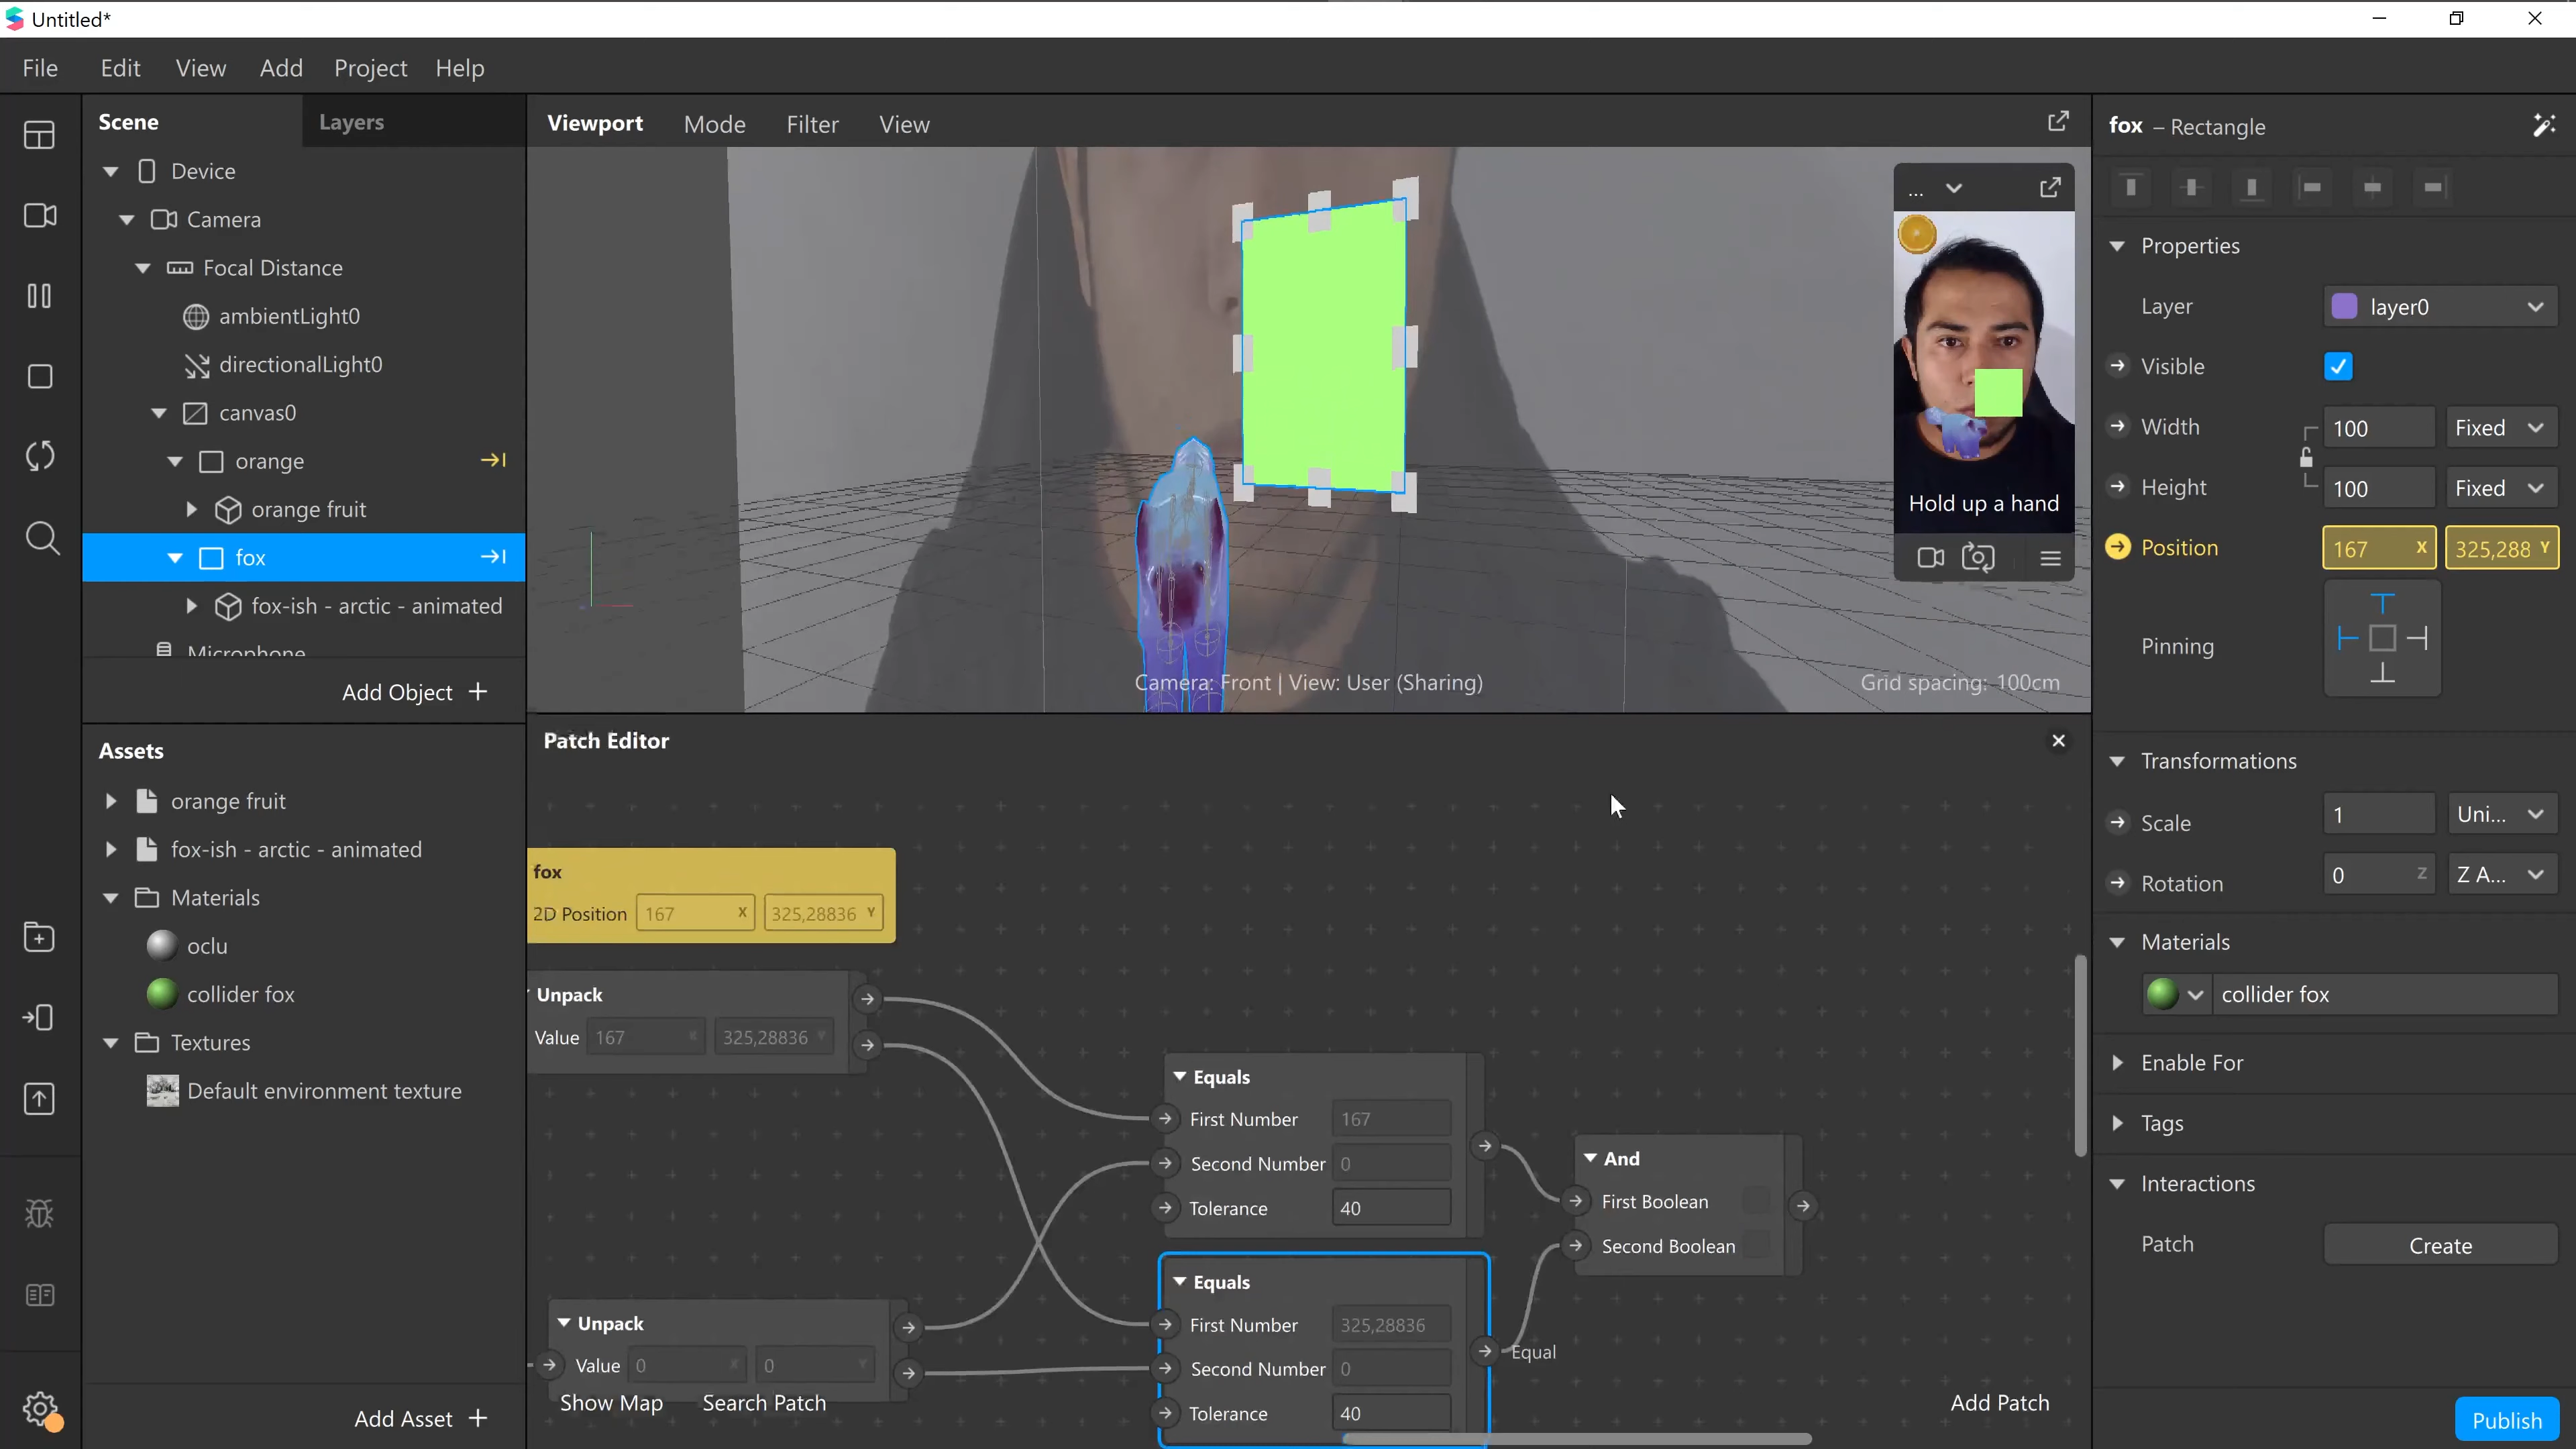 Untitled*
File Edit View Add Project Help
Scene Layers
Device
Camera
Focal Distance
ambientLight0
directionalLight0
canvas0
orange
orange fruit
fox
fox-ish - arctic - animated
Microphone
Add Object +
Assets
orange fruit
fox-ish - arctic - animated
Materials
oclu
collider fox
Textures
Default environment texture
Add Asset +
Viewport Mode Filter View
...
Hold up a hand
Camera: Front | View: User (Sharing)
Grid spacing: 100cm
Patch Editor
fox
2D Position 167 X 325,28836 Y
Unpack
Value 167 X 325,28836 Y
Equals
First Number 167
Second Number 0
Tolerance 40
And
First Boolean
Second Boolean
Equals
First Number 325,28836
Second Number 0
Tolerance 40
Equal
Unpack
Value 0 X 0 Y
Show Map Search Patch
Add Patch
fox – Rectangle
Properties
Layer layer0
Visible
Width 100 Fixed
Height 100 Fixed
Position 167 X 325,288 Y
Pinning
Transformations
Scale 1 Uni...
Rotation 0 Z Z A...
Materials
collider fox
Enable For
Tags
Interactions
Patch Create
Publish